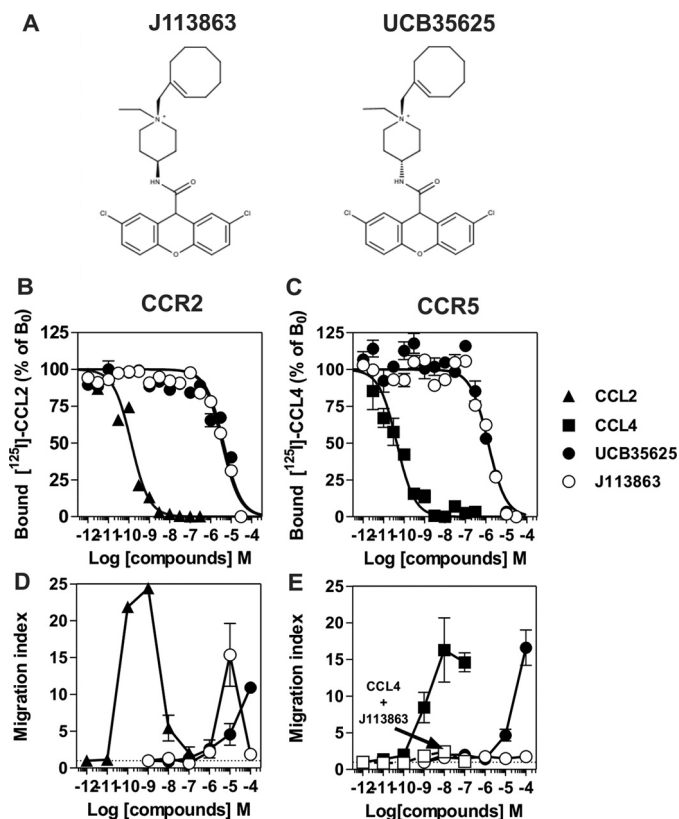 A
J113863
UCB35625
N
+
HN
O
Cl
Cl
O
N
+
HN
O
Cl
Cl
O
B
CCR2
C
CCR5
Bound [125I]-CCL2 (% of B0)
125
100
75
50
25
0
-12 -11 -10 -9 -8 -7 -6 -5 -4
Log [compounds] M
Bound [125I]-CCL4 (% of B0)
125
100
75
50
25
0
-12 -11 -10 -9 -8 -7 -6 -5 -4
Log [compounds] M
CCL2
CCL4
UCB35625
J113863
D
Migration index
25
20
15
10
5
0
-12 -11 -10 -9 -8 -7 -6 -5 -4
Log [compounds] M
E
Migration index
25
20
15
10
5
0
CCL4
+
J113863
-12 -11 -10 -9 -8 -7 -6 -5 -4
Log [compounds] M